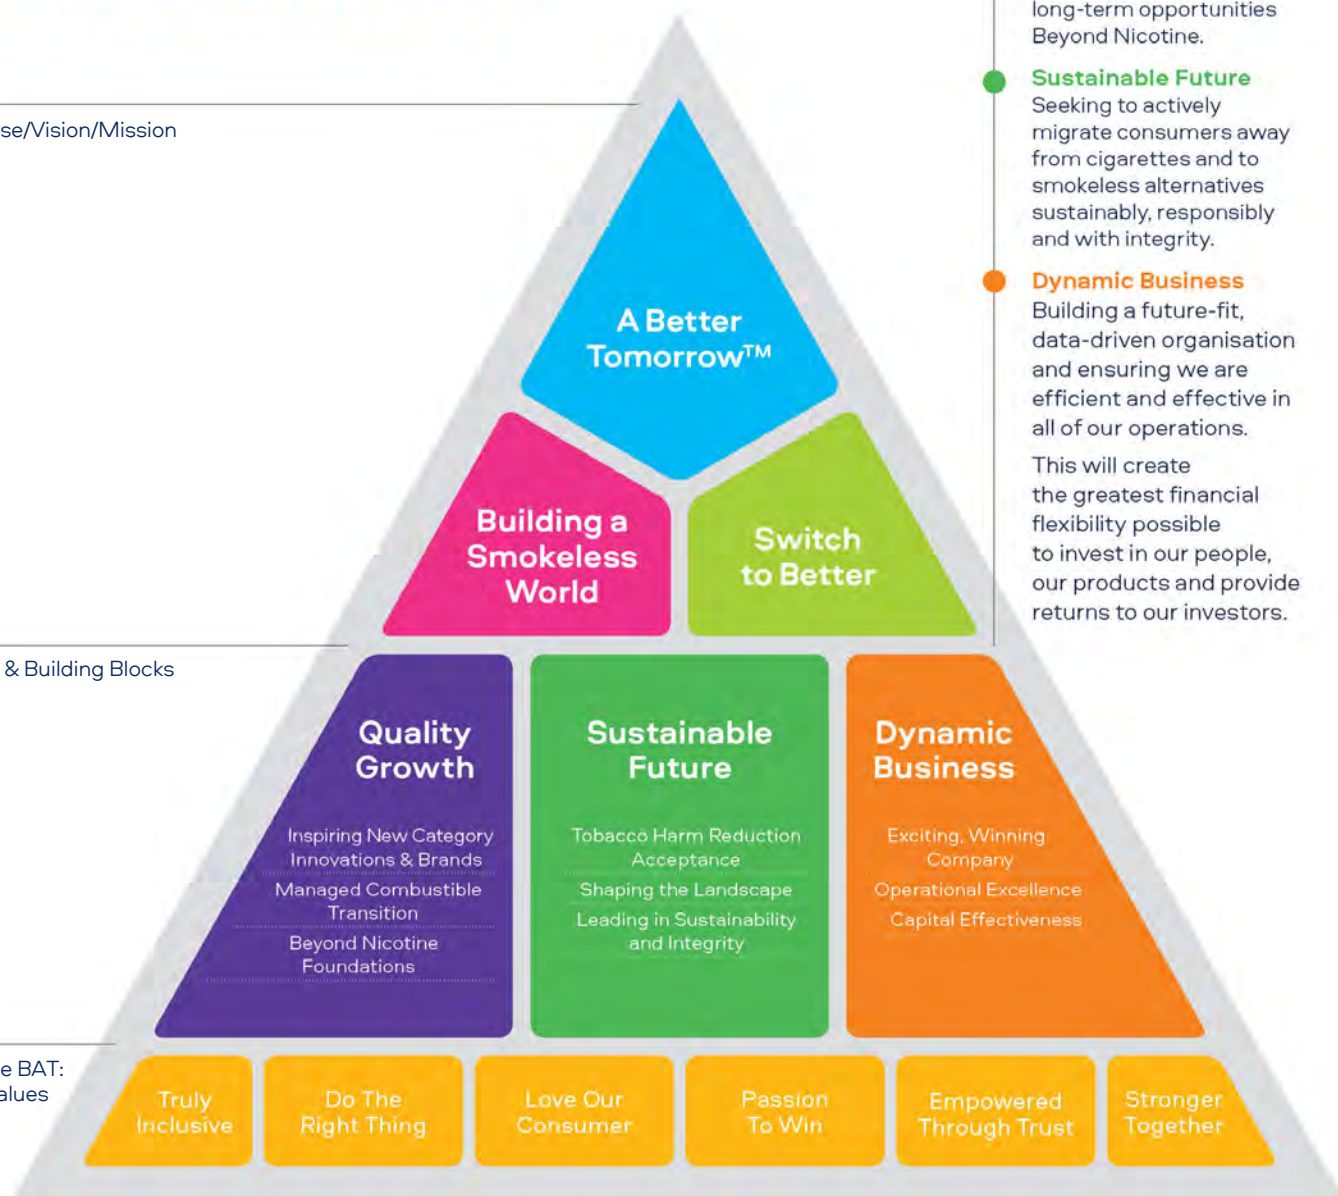 long-term opportunities
Beyond Nicotine.
Sustainable Future
Seeking to actively
migrate consumers away
from cigarettes and to
smokeless alternatives
sustainably, responsibly
and with integrity.
Dynamic Business
Building a future-fit,
data-driven organisation
and ensuring we are
efficient and effective in
all of our operations.
This will create
the greatest financial
flexibility possible
to invest in our people,
our products and provide
returns to our investors.
se/Vision/Mission
A Better
Tomorrow™
Building a
Smokeless
World
Switch
to Better
& Building Blocks
Quality
Growth
Inspiring New Category
Innovations & Brands
Managed Combustible
Transition
Beyond Nicotine
Foundations
Sustainable
Future
Tobacco Harm Reduction
Acceptance
Shaping the Landscape
Leading in Sustainability
and Integrity
Dynamic
Business
Exciting, Winning
Company
Operational Excellence
Capital Effectiveness
e BAT:
alues
Truly
Inclusive
Do The
Right Thing
Love Our
Consumer
Passion
To Win
Empowered
Through Trust
Stronger
Together